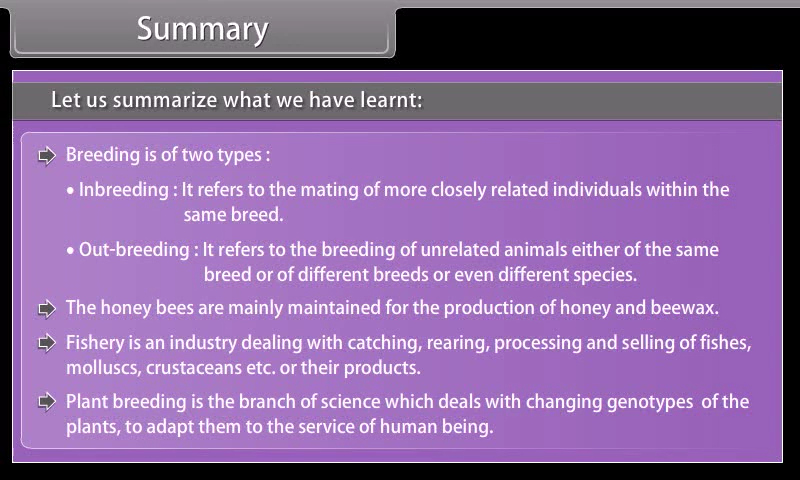 Summary
Let us summarize what we have learnt:
Breeding is of two types :
• Inbreeding : It refers to the mating of more closely related individuals within the
same breed.
• Out-breeding : It refers to the breeding of unrelated animals either of the same
breed or of different breeds or even different species.
The honey bees are mainly maintained for the production of honey and beewax.
Fishery is an industry dealing with catching, rearing, processing and selling of fishes,
molluscs, crustaceans etc. or their products.
Plant breeding is the branch of science which deals with changing genotypes of the
plants, to adapt them to the service of human being.